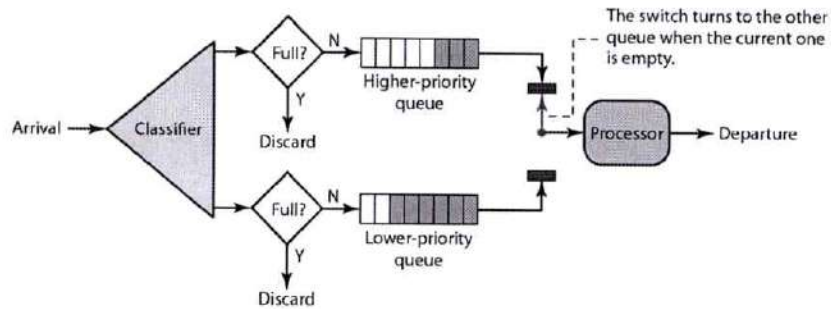 The switch turns to the other
queue when the current one
is empty.
Full?
N
Higher-priority
queue
Y
Discard
Arrival
Classifier
Processor
Departure
Full?
N
Lower-priority
queue
Y
Discard